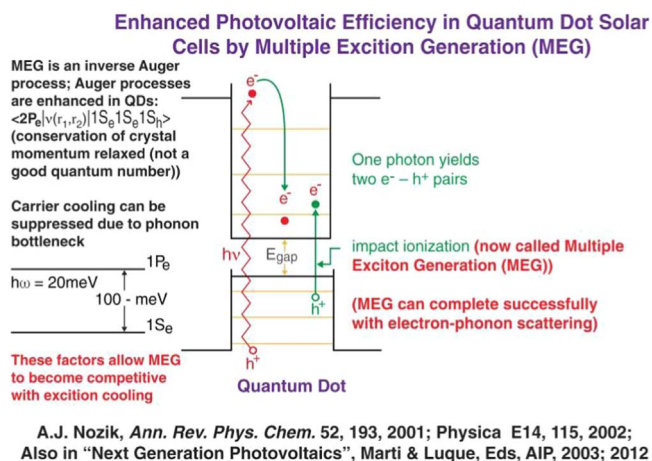 Enhanced Photovoltaic Efficiency in Quantum Dot Solar
Cells by Multiple Excition Generation (MEG)
MEG is an inverse Auger
process; Auger processes
are enhanced in QDs:
<2Pₑ|v(r₁,r₂)|1Sₑ1Sₑ1Sₕ>
(conservation of crystal
momentum relaxed (not a
good quantum number))
Carrier cooling can be
suppressed due to phonon
bottleneck
1Pₑ
ħω = 20meV
100 - meV
1Sₑ
These factors allow MEG
to become competitive
with excition cooling
e⁻
e⁻
e⁻
hν
Egap
h⁺
h⁺
Quantum Dot
One photon yields
two e⁻ – h⁺ pairs
impact ionization (now called Multiple
Exciton Generation (MEG))
(MEG can complete successfully
with electron-phonon scattering)
A.J. Nozik, Ann. Rev. Phys. Chem. 52, 193, 2001; Physica E14, 115, 2002;
Also in “Next Generation Photovoltaics”, Marti & Luque, Eds, AIP, 2003; 2012